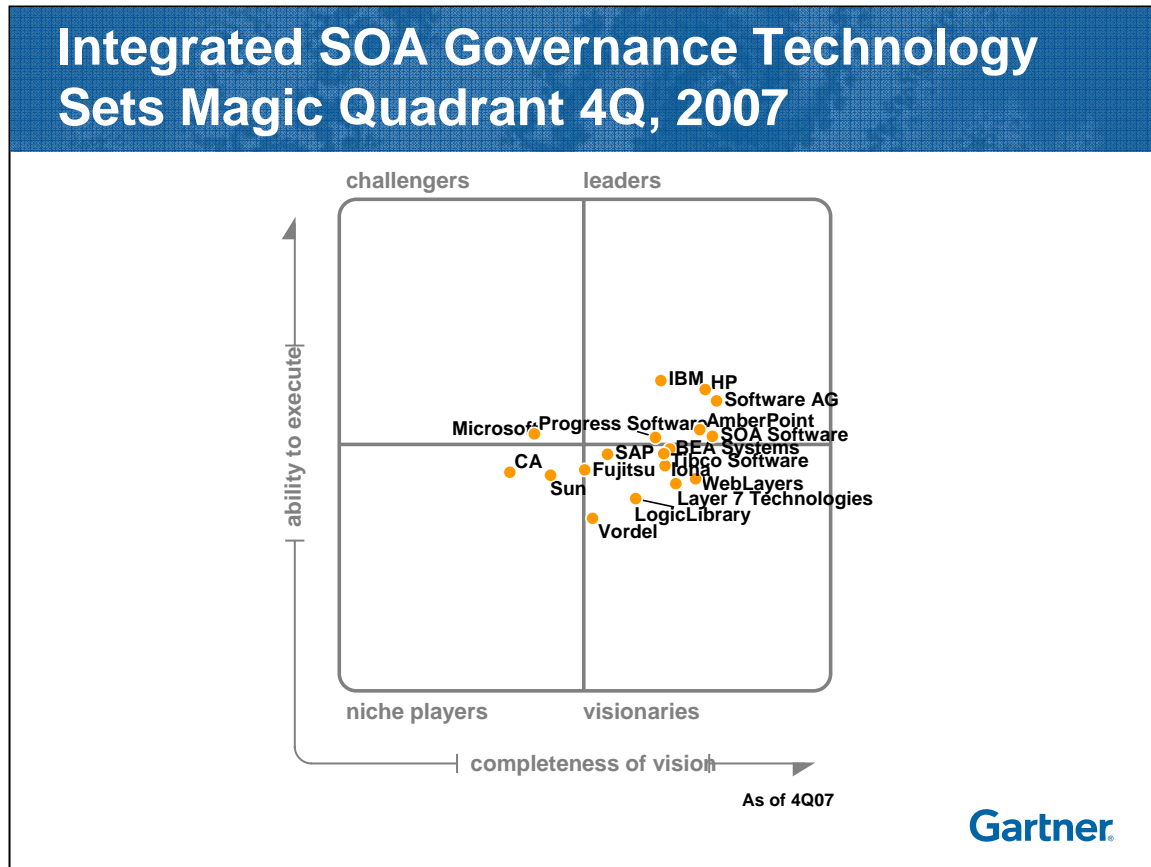 Integrated SOA Governance Technology
Sets Magic Quadrant 4Q, 2007
challengers
leaders
ability to execute
IBM
HP
Software AG
AmberPoint
Progress Software
Microsoft
SOA Software
BEA Systems
SAP
Tibco Software
CA
Fujitsu
Iona
Sun
WebLayers
Layer 7 Technologies
LogicLibrary
Vordel
niche players
visionaries
completeness of vision
As of 4Q07
Gartner